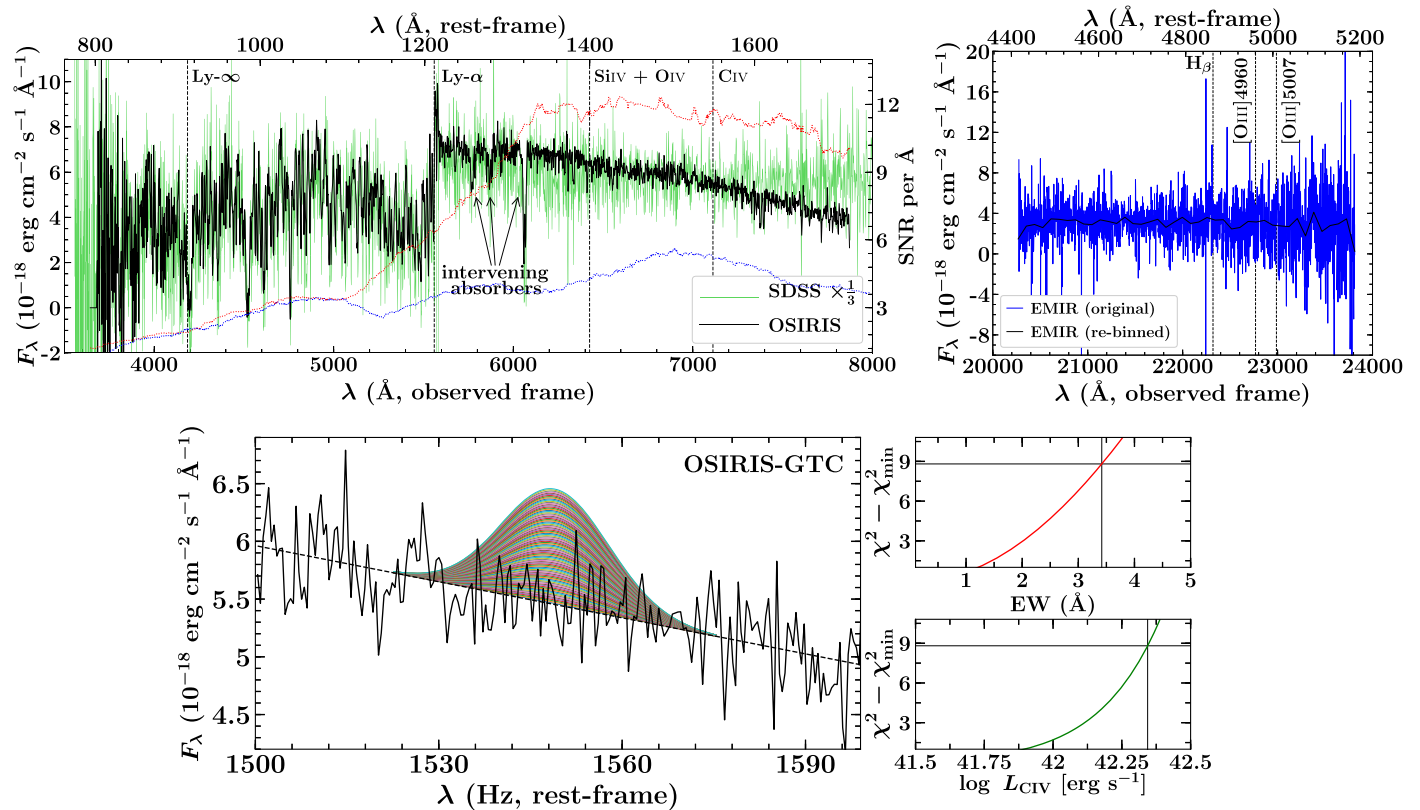 λ (Å, rest-frame)
800 1000 1200 1400 1600
F_λ (10⁻¹⁸ erg cm⁻² s⁻¹ Å⁻¹)
10
8
6
4
2
0
-2
Ly-∞
Ly-α
SiIV + OIV
CIV
intervening
absorbers
SDSS ×1/3
OSIRIS
12
9
6
3
SNR per Å
4000 5000 6000 7000 8000
λ (Å, observed frame)
λ (Å, rest-frame)
4400 4600 4800 5000 5200
F_λ (10⁻¹⁸ erg cm⁻² s⁻¹ Å⁻¹)
20
16
12
8
4
0
-4
-8
H_β
[OIII]4960
[OIII]5007
EMIR (original)
EMIR (re-binned)
20000 21000 22000 23000 24000
λ (Å, observed frame)
OSIRIS-GTC
F_λ (10⁻¹⁸ erg cm⁻² s⁻¹ Å⁻¹)
6.5
6
5.5
5
4.5
1500 1530 1560 1590
λ (Hz, rest-frame)
χ² − χ²_min
9
6
3
1 2 3 4 5
EW (Å)
χ² − χ²_min
9
6
3
41.5 41.75 42 42.25 42.5
log L_CIV [erg s⁻¹]